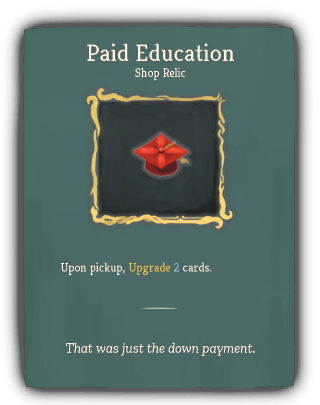 Paid Education
Shop Relic
Upon pickup, Upgrade 2 cards.
That was just the down payment.